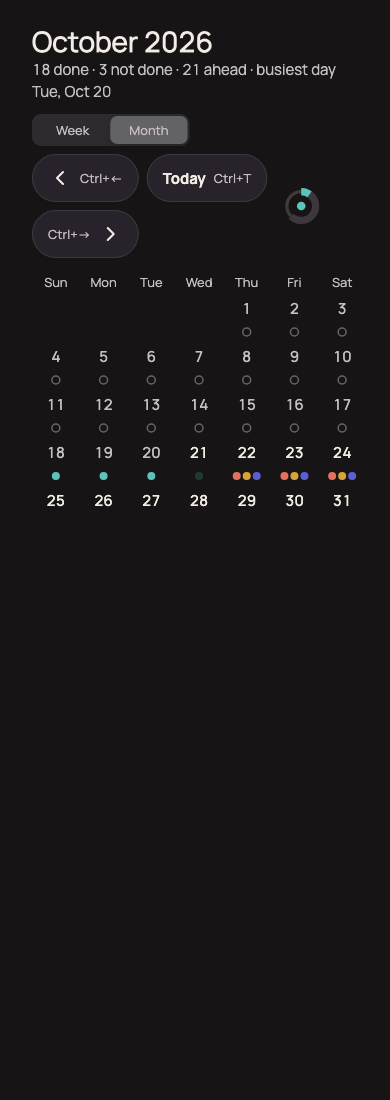 October 2026
18 done · 3 not done · 21 ahead · busiest day
Tue, Oct 20
Week Month
Ctrl+← Today Ctrl+T
Ctrl+→
Sun Mon Tue Wed Thu Fri Sat
1 2 3
4 5 6 7 8 9 10
11 12 13 14 15 16 17
18 19 20 21 22 23 24
25 26 27 28 29 30 31